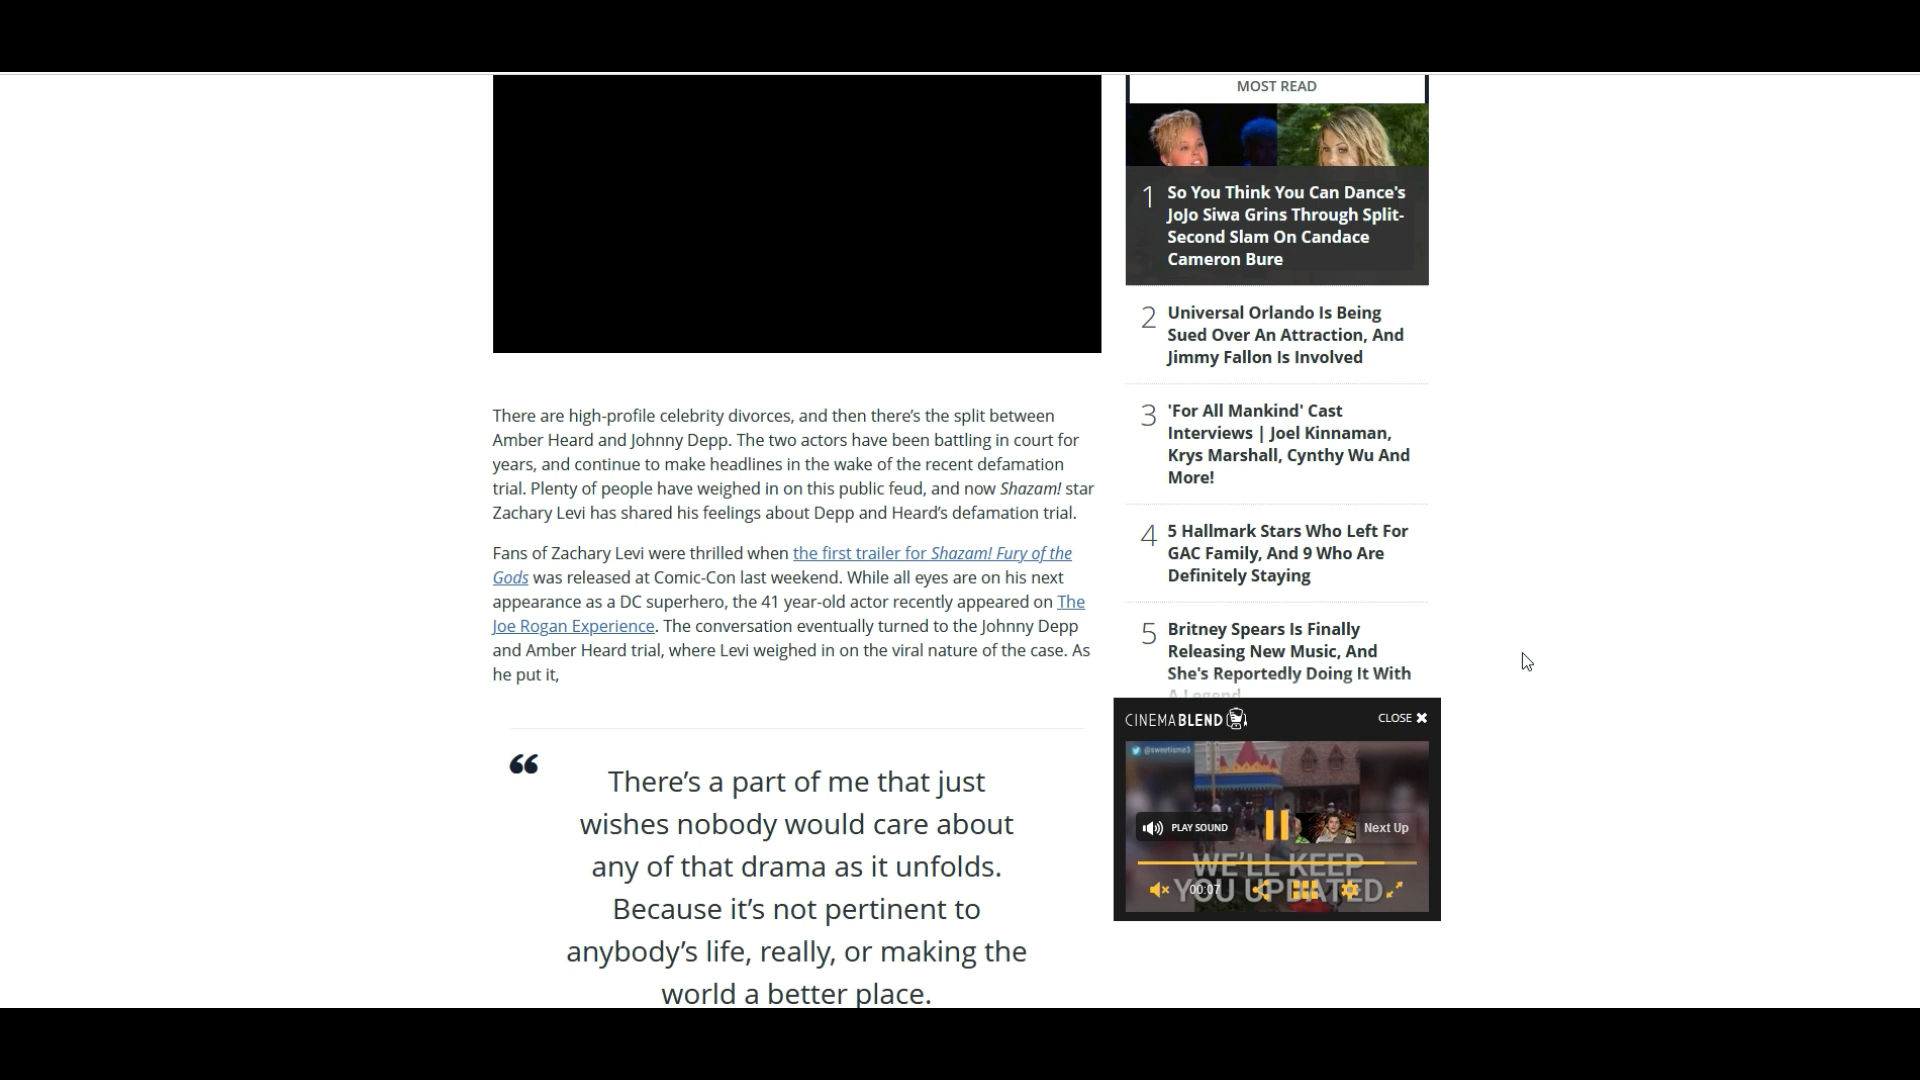 There are high-profile celebrity divorces, and then there’s the split between
Amber Heard and Johnny Depp. The two actors have been battling in court for
years, and continue to make headlines in the wake of the recent defamation
trial. Plenty of people have weighed in on this public feud, and now Shazam! star
Zachary Levi has shared his feelings about Depp and Heard’s defamation trial.
Fans of Zachary Levi were thrilled when the first trailer for Shazam! Fury of the
Gods was released at Comic-Con last weekend. While all eyes are on his next
appearance as a DC superhero, the 41 year-old actor recently appeared on The
Joe Rogan Experience. The conversation eventually turned to the Johnny Depp
and Amber Heard trial, where Levi weighed in on the viral nature of the case. As
he put it,
“
There’s a part of me that just
wishes nobody would care about
any of that drama as it unfolds.
Because it’s not pertinent to
anybody’s life, really, or making the
world a better place.
MOST READ
1 So You Think You Can Dance's
JoJo Siwa Grins Through Split-
Second Slam On Candace
Cameron Bure
2 Universal Orlando Is Being
Sued Over An Attraction, And
Jimmy Fallon Is Involved
3 'For All Mankind' Cast
Interviews | Joel Kinnaman,
Krys Marshall, Cynthy Wu And
More!
4 5 Hallmark Stars Who Left For
GAC Family, And 9 Who Are
Definitely Staying
5 Britney Spears Is Finally
Releasing New Music, And
She's Reportedly Doing It With
A Legend
CINEMABLEND
CLOSE
@sweetisme3
PLAY SOUND
Next Up
WE'LL KEEP
YOU UPDATED
00:07